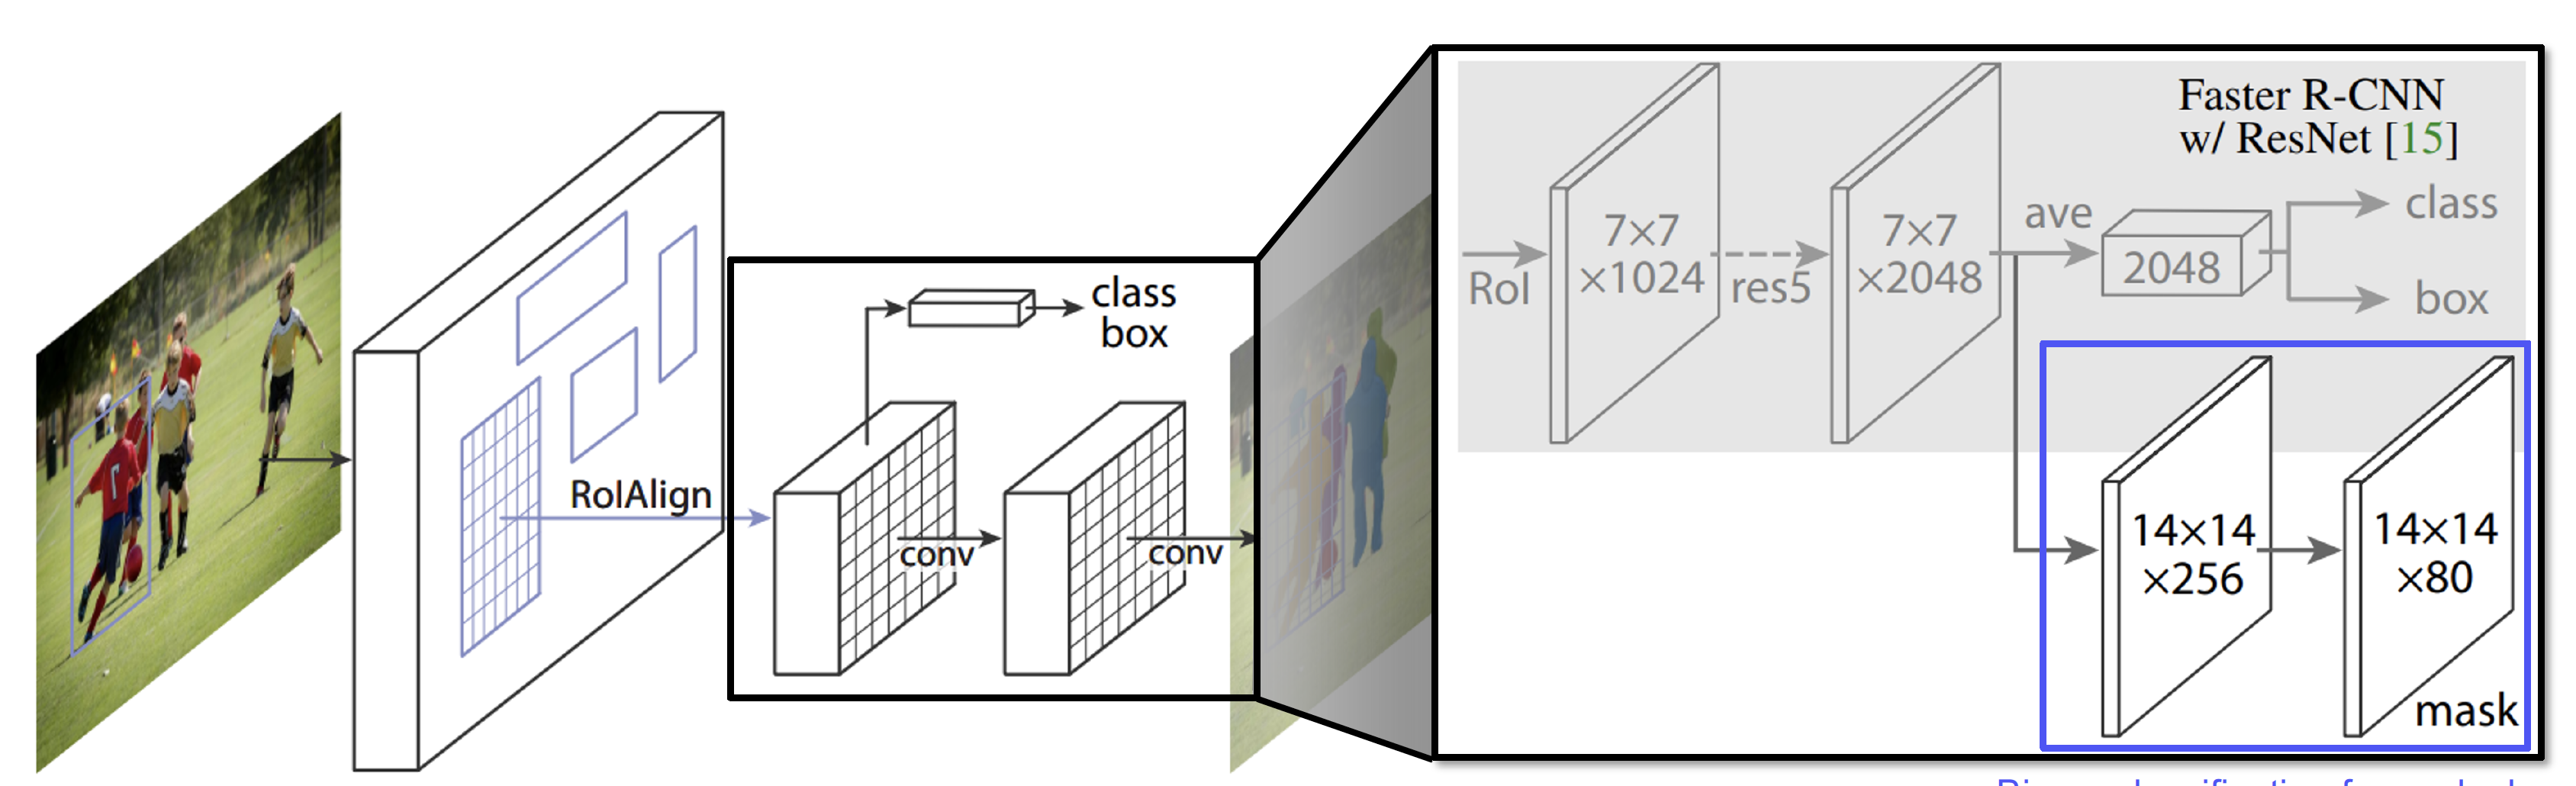 RoIAlign
class
box
conv
conv
Faster R-CNN
w/ ResNet [15]
RoI
7×7
×1024
res5
7×7
×2048
ave
2048
class
box
14×14
×256
14×14
×80
mask